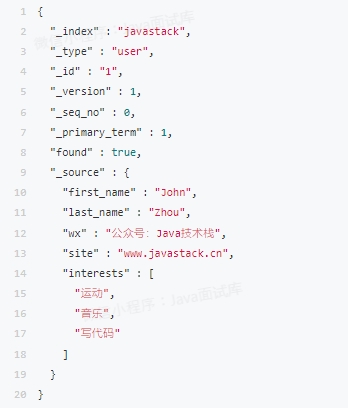 1 {
2 "_index" : "javastack",
3 "_type" : "user",
4 "_id" : "1",
5 "_version" : 1,
6 "_seq_no" : 0,
7 "_primary_term" : 1,
8 "found" : true,
9 "_source" : {
10 "first_name" : "John",
11 "last_name" : "Zhou",
12 "wx" : "公众号：Java技术栈",
13 "site" : "www.javastack.cn",
14 "interests" : [
15 "运动",
16 "音乐",
17 "写代码"
18 ]
19 }
20 }
小程序：Java面试库